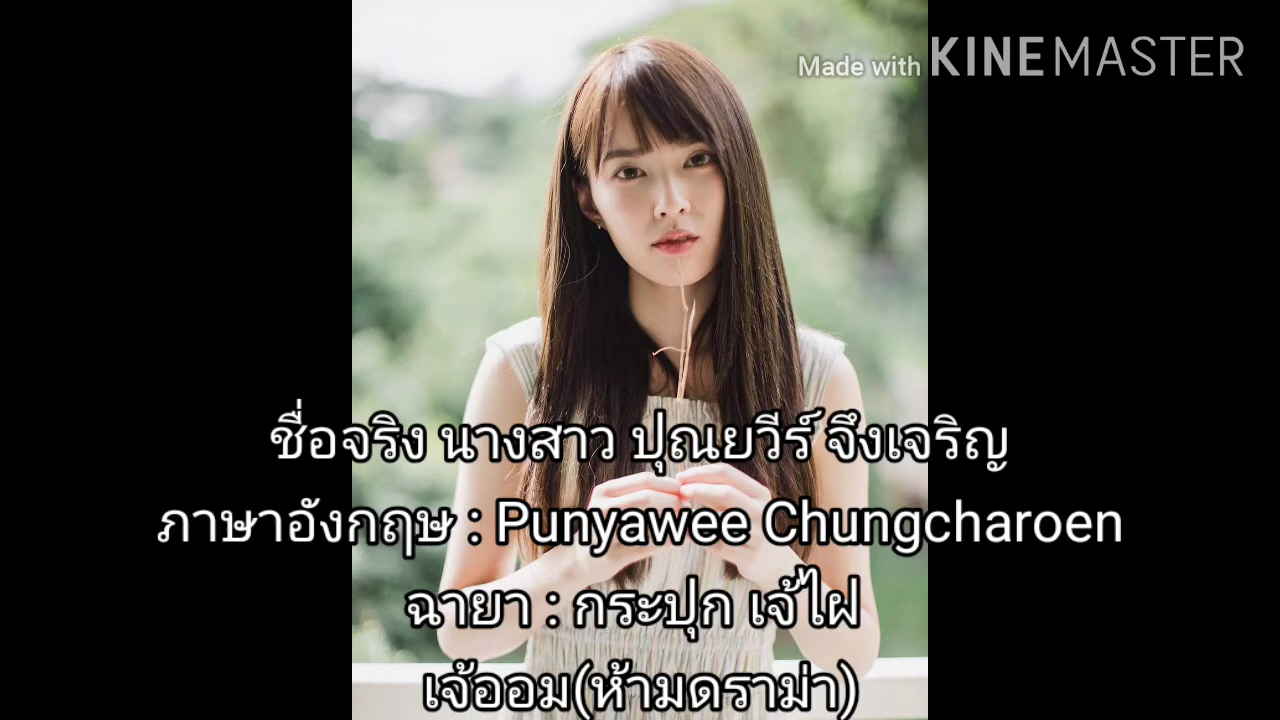 Made with KINEMASTER
ชื่อจริง นางสาว ปุณยวีร์ จึงเจริญ
ภาษาอังกฤษ : Punyawee Chungcharoen
ฉายา : กระปุก เจ้ไฝ
เจ้ออม(ห้ามดราม่า)